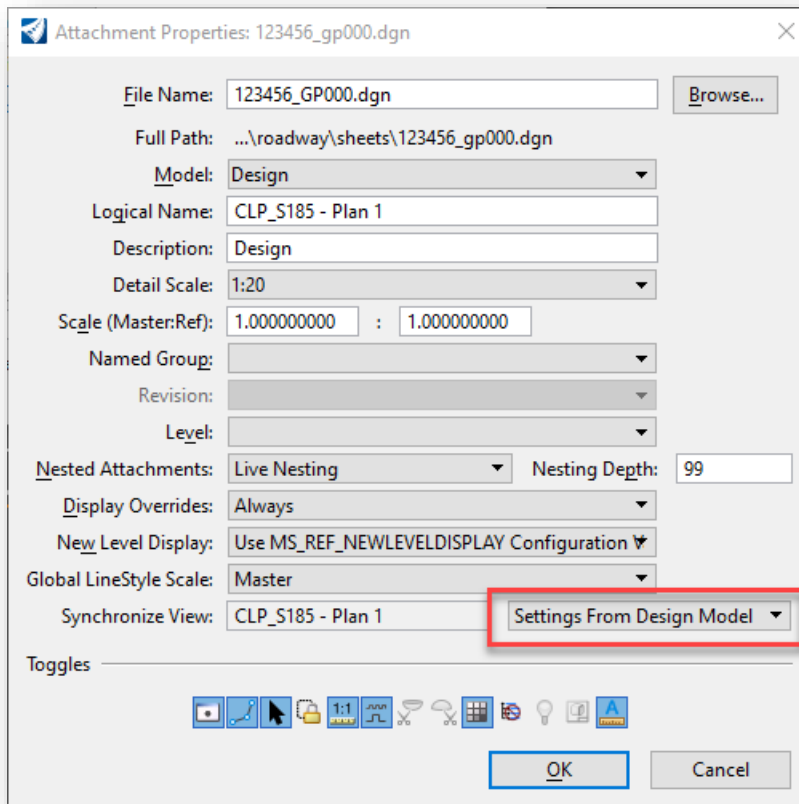 Attachment Properties: 123456_gp000.dgn
File Name: 123456_GP000.dgn Browse...
Full Path: ...\roadway\sheets\123456_gp000.dgn
Model: Design
Logical Name: CLP_S185 - Plan 1
Description: Design
Detail Scale: 1:20
Scale (Master:Ref): 1.000000000 : 1.000000000
Named Group:
Revision:
Level:
Nested Attachments: Live Nesting Nesting Depth: 99
Display Overrides: Always
New Level Display: Use MS_REF_NEWLEVELDISPLAY Configuration
Global LineStyle Scale: Master
Synchronize View: CLP_S185 - Plan 1 Settings From Design Model
Toggles
1:1 A
OK Cancel